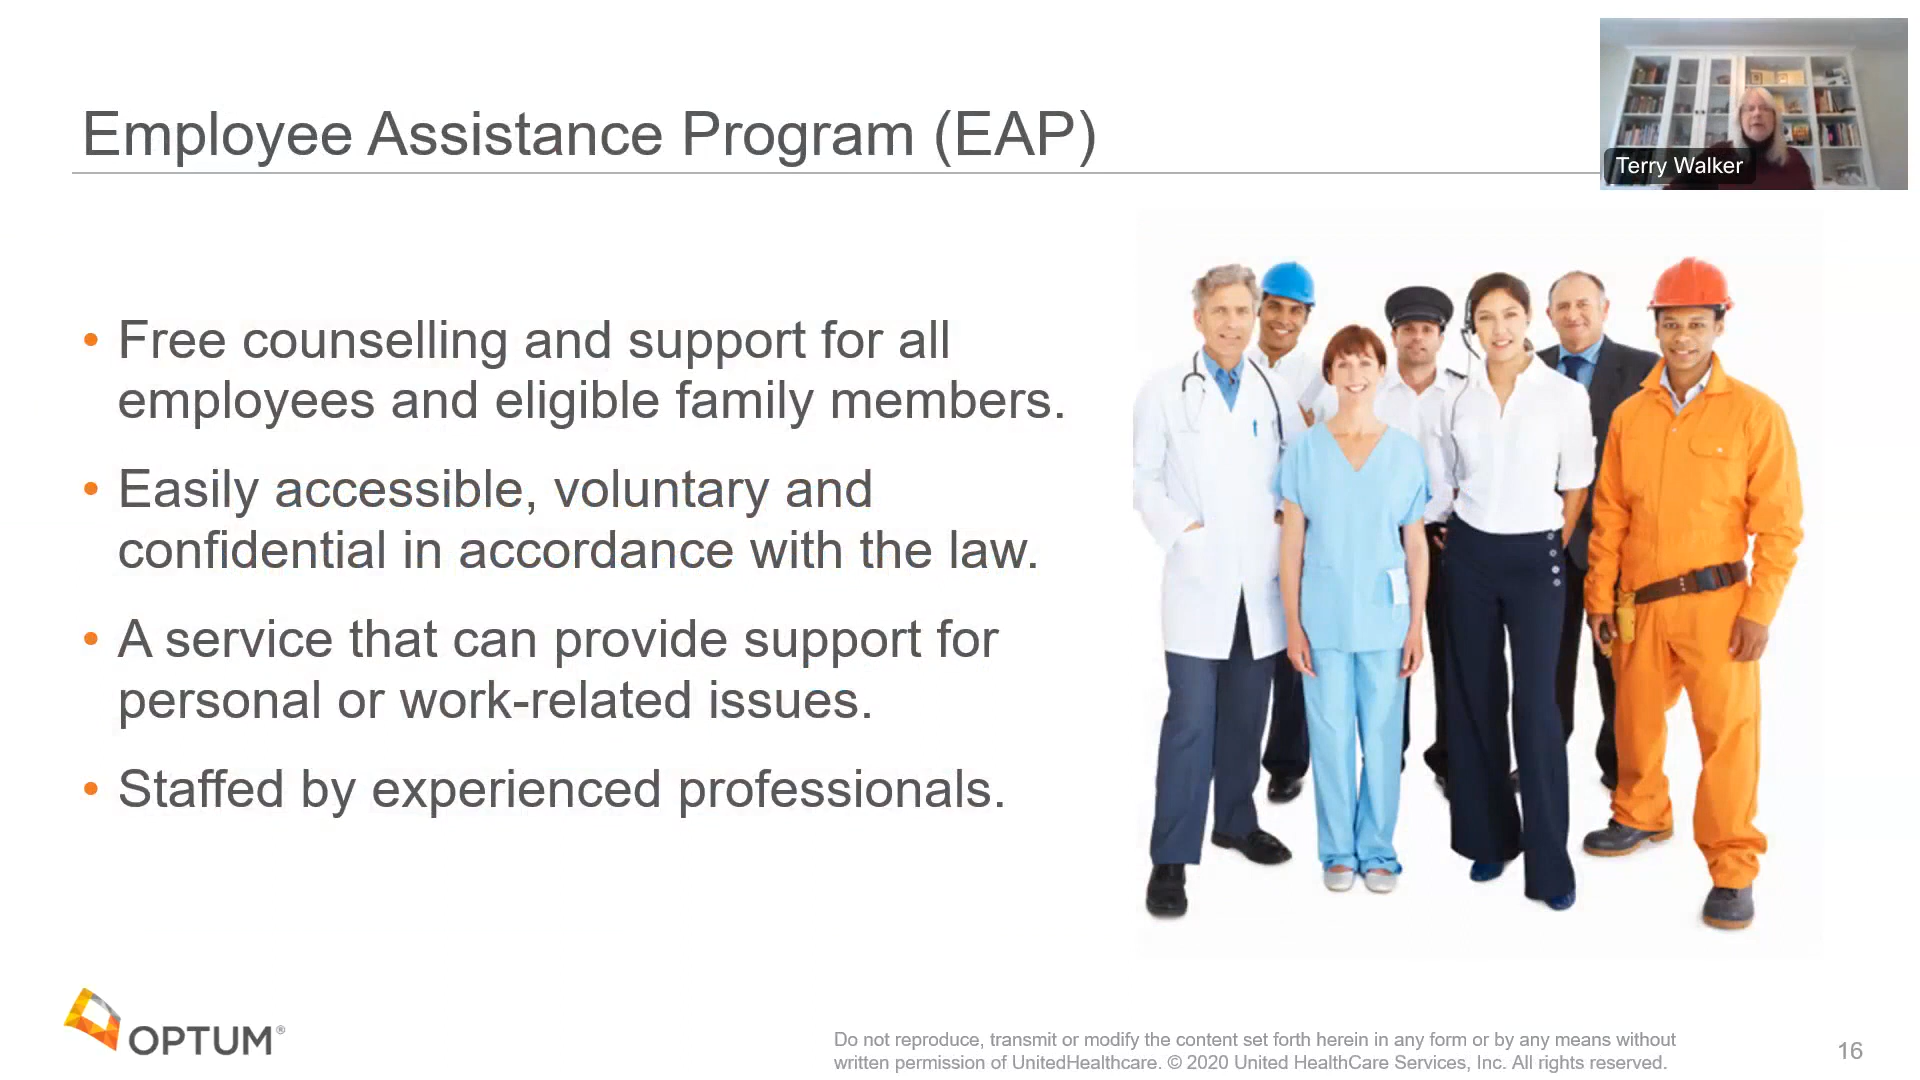 Employee Assistance Program (EAP)
Terry Walker
• Free counselling and support for all
employees and eligible family members.
• Easily accessible, voluntary and
confidential in accordance with the law.
• A service that can provide support for
personal or work-related issues.
• Staffed by experienced professionals.
OPTUM®
Do not reproduce, transmit or modify the content set forth herein in any form or by any means without
written permission of UnitedHealthcare. © 2020 United HealthCare Services, Inc. All rights reserved.
16